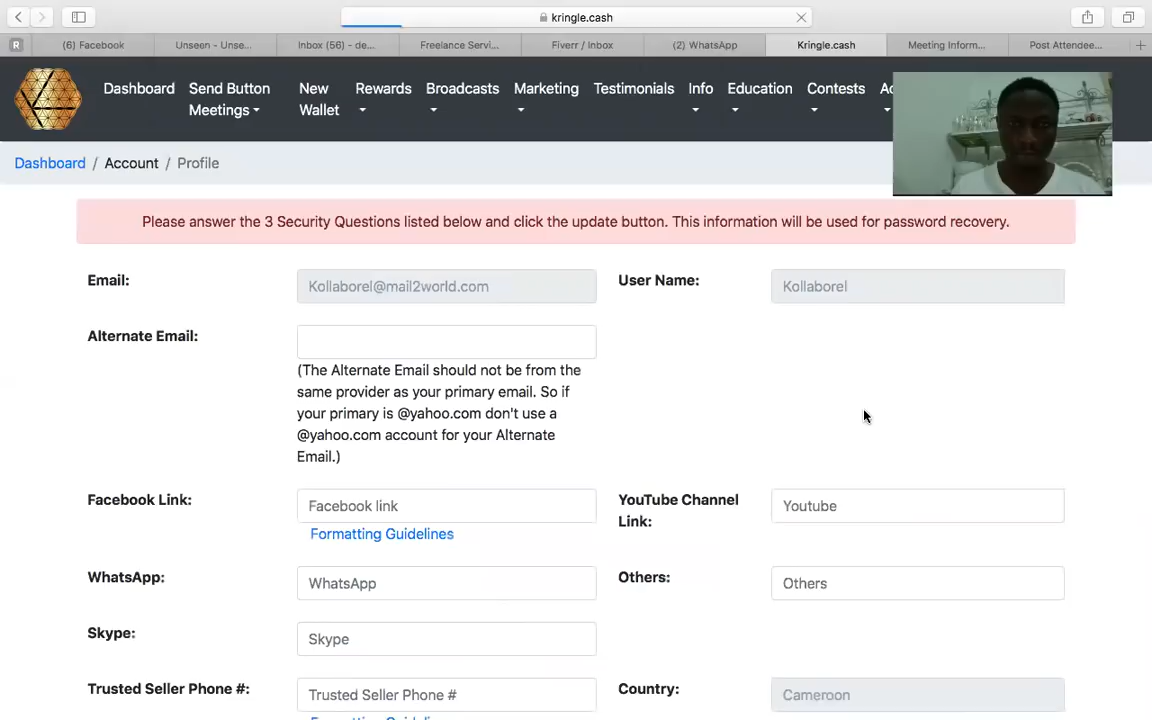 kringle.cash
R
(6) Facebook
Unseen - Unse...
Inbox (56) - de...
Freelance Servi...
Fiverr / Inbox
(2) WhatsApp
Kringle.cash
Meeting Inform...
Post Attendee...
Dashboard
Send Button
Meetings
New
Wallet
Rewards
Broadcasts
Marketing
Testimonials
Info
Education
Contests
Dashboard / Account / Profile
Please answer the 3 Security Questions listed below and click the update button. This information will be used for password recovery.
Email:
Kollaborel@mail2world.com
User Name:
Kollaborel
Alternate Email:
(The Alternate Email should not be from the
same provider as your primary email. So if
your primary is @yahoo.com don't use a
@yahoo.com account for your Alternate
Email.)
Facebook Link:
Facebook link
Formatting Guidelines
YouTube Channel
Link:
Youtube
WhatsApp:
WhatsApp
Others:
Others
Skype:
Skype
Trusted Seller Phone #:
Trusted Seller Phone #
Country:
Cameroon